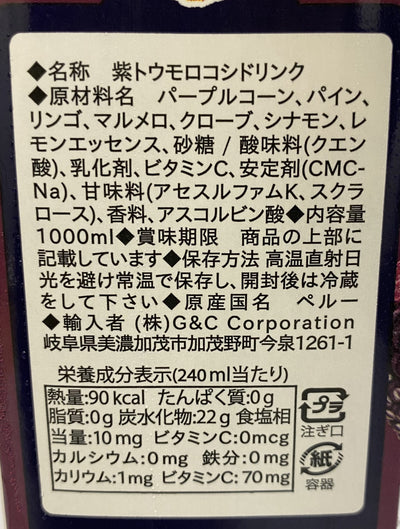 ◆名称 紫トウモロコシドリンク
◆原材料名 パープルコーン、パイン、
リンゴ、マルメロ、クローブ、シナモン、レ
モンエッセンス、砂糖 / 酸味料(クエン
酸)、乳化剤、ビタミンC、安定剤(CMC-
Na)、甘味料(アセスルファムK、スクラ
ロース)、香料、アスコルビン酸◆内容量
1000ml◆賞味期限 商品の上部に
記載しています◆保存方法 高温直射日
光を避け常温で保存し、開封後は冷蔵
をして下さい◆原産国名 ペルー
◆輸入者 (株)G&C Corporation
岐阜県美濃加茂市加茂野町今泉1261-1
栄養成分表示(240ml当たり)
熱量:90kcal たんぱく質:0g
脂質:0g 炭水化物:22g 食塩相
当量:10mg ビタミンC:0mcg
カルシウム:0mg 鉄分:0mg
カリウム:1mg ビタミンC:70mg
プラ
注ぎ口
紙
容器